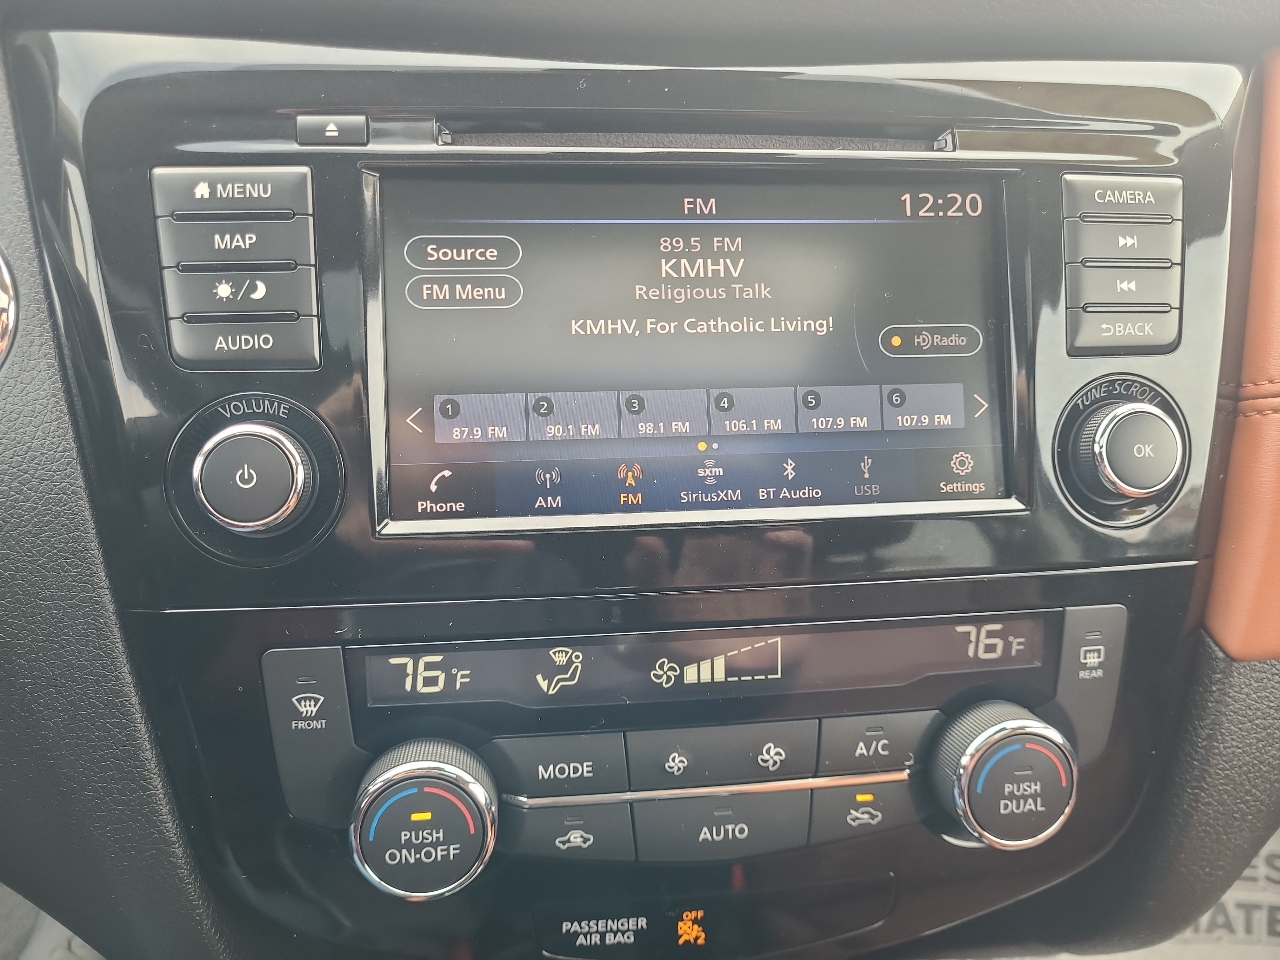 MENU
MAP
AUDIO
VOLUME
FM
12:20
Source
FM Menu
89.5 FM
KMHV
Religious Talk
KMHV, For Catholic Living!
HD Radio
1
87.9 FM
2
90.1 FM
3
98.1 FM
4
106.1 FM
5
107.9 FM
6
107.9 FM
Phone
AM
FM
sxm
SiriusXM
BT Audio
USB
Settings
CAMERA
BACK
TUNE·SCROLL
OK
76°F
76°F
FRONT
REAR
MODE
A/C
PUSH
ON·OFF
AUTO
PUSH
DUAL
PASSENGER
AIR BAG
OFF
2